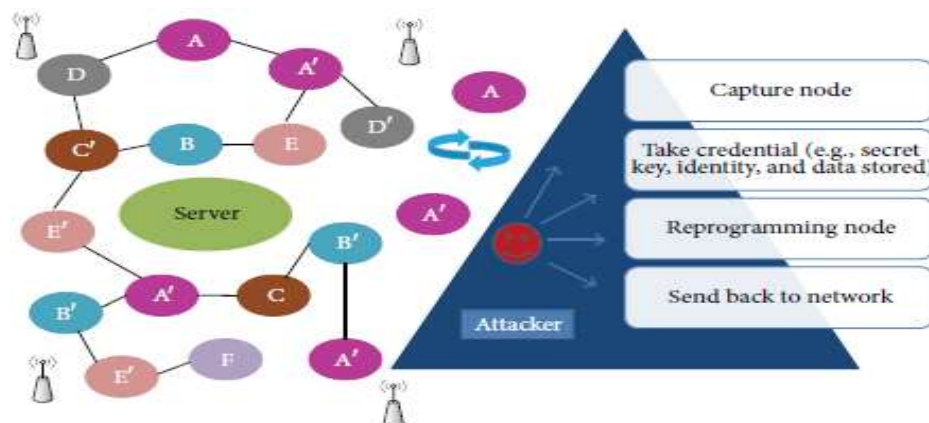 A
D
A′
A
D′
C′
B
E
Server
A′
E′
B′
A′
C
B′
F
A′
E′
Attacker
Capture node
Take credential (e.g., secret
key, identity, and data stored)
Reprogramming node
Send back to network